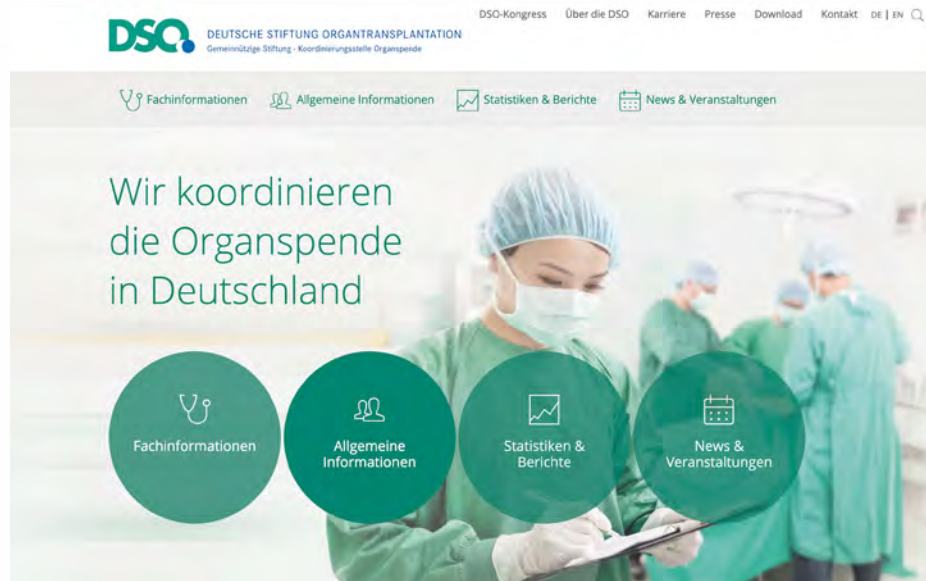 DSO-Kongress Über die DSO Karriere Presse Download Kontakt DE | EN
DSO
DEUTSCHE STIFTUNG ORGANTRANSPLANTATION
Gemeinnützige Stiftung - Koordinierungsstelle Organspende
Fachinformationen Allgemeine Informationen Statistiken & Berichte News & Veranstaltungen
Wir koordinieren
die Organspende
in Deutschland
Fachinformationen
Allgemeine
Informationen
Statistiken &
Berichte
News &
Veranstaltungen